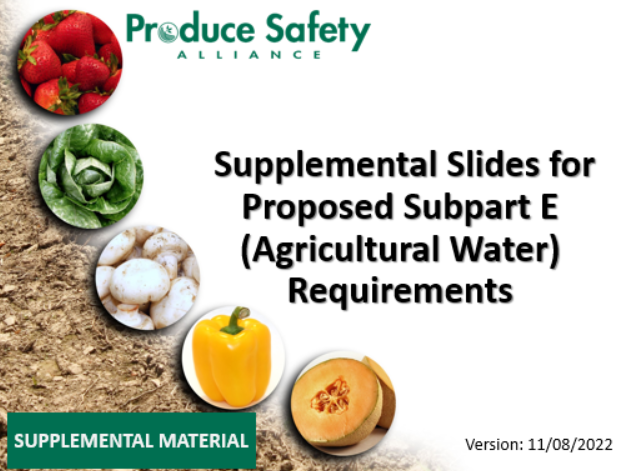 Produce Safety
ALLIANCE
Supplemental Slides for
Proposed Subpart E
(Agricultural Water)
Requirements
SUPPLEMENTAL MATERIAL
Version: 11/08/2022